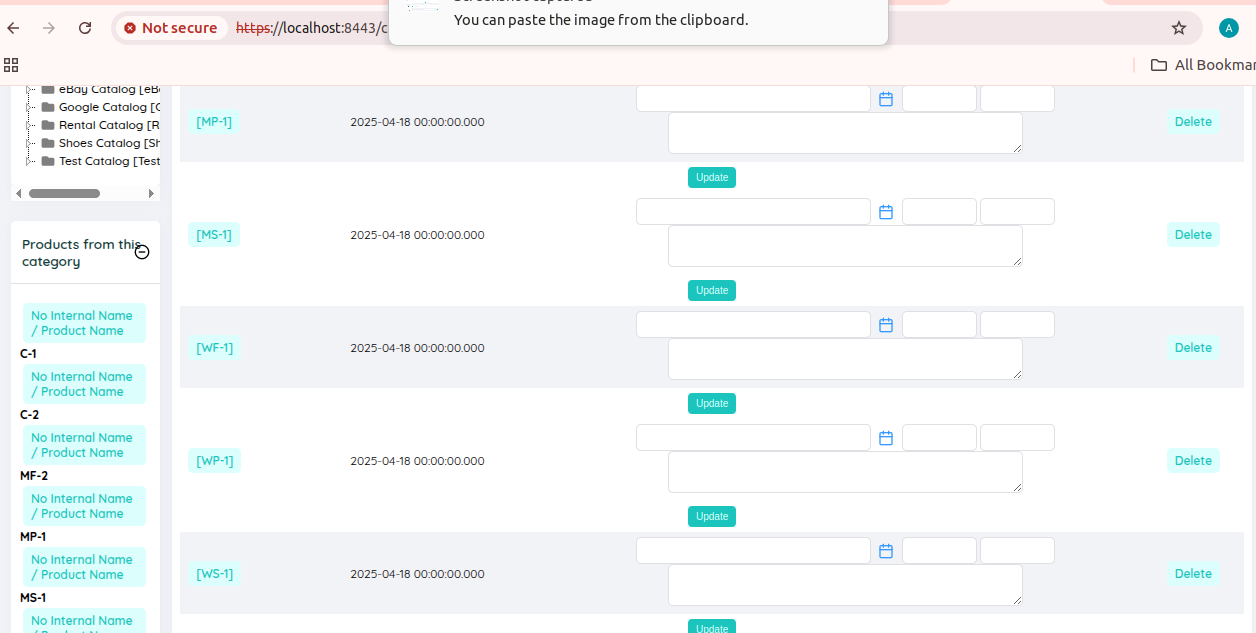 You can paste the image from the clipboard.
Not secure
https://localhost:8443/c
A
All Bookmar
eBay Catalog [eB
Google Catalog [G
Rental Catalog [R
Shoes Catalog [Sh
Test Catalog [Test
Products from this
category
No Internal Name
/ Product Name
C-1
No Internal Name
/ Product Name
C-2
No Internal Name
/ Product Name
MF-2
No Internal Name
/ Product Name
MP-1
No Internal Name
/ Product Name
MS-1
No Internal Name
/ Product Name
[MP-1]
2025-04-18 00:00:00.000
Delete
Update
[MS-1]
2025-04-18 00:00:00.000
Delete
Update
[WF-1]
2025-04-18 00:00:00.000
Delete
Update
[WP-1]
2025-04-18 00:00:00.000
Delete
Update
[WS-1]
2025-04-18 00:00:00.000
Delete
Update